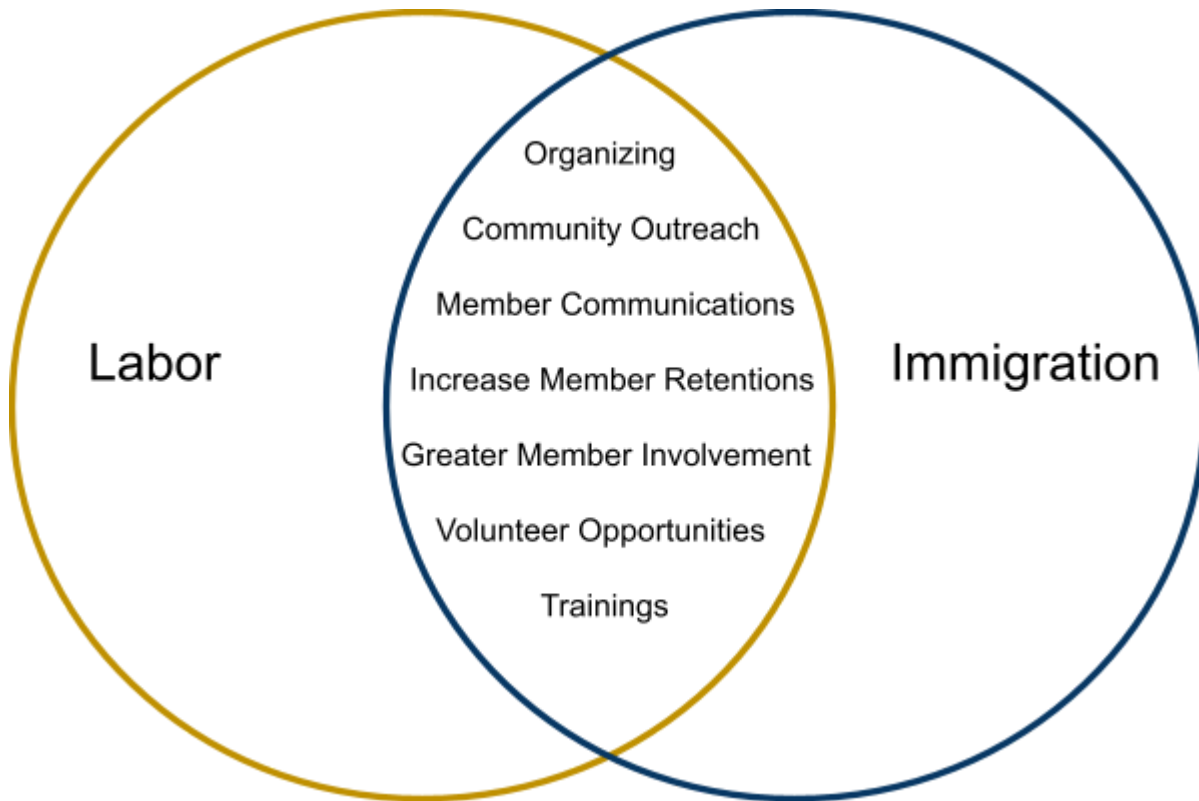 Organizing
Community Outreach
Member Communications
Labor
Immigration
Increase Member Retentions
Greater Member Involvement
Volunteer Opportunities
Trainings